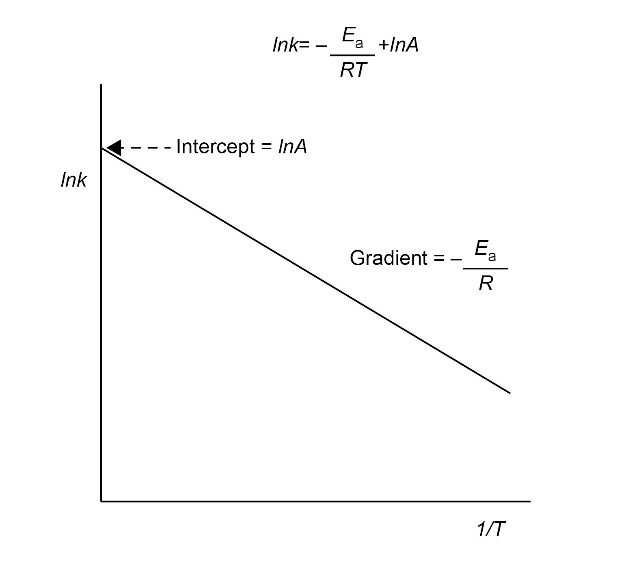 lnk= – Ea/RT +lnA
Intercept = lnA
lnk
Gradient = – Ea/R
1/T